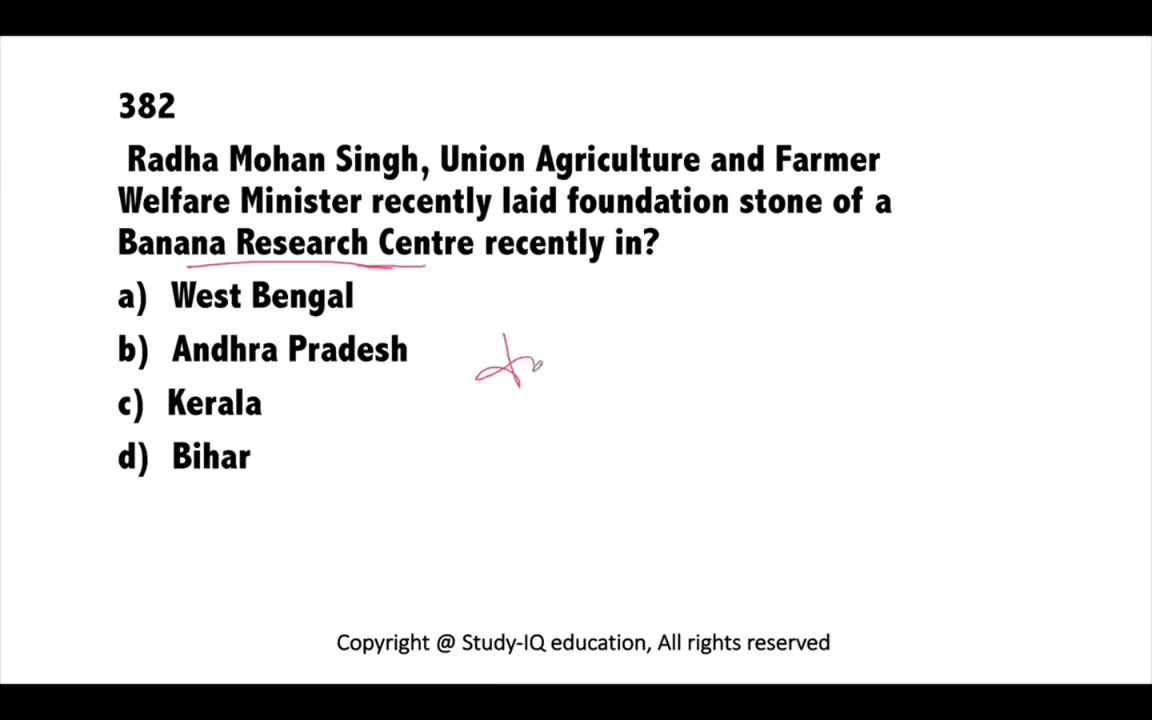 382
Radha Mohan Singh, Union Agriculture and Farmer
Welfare Minister recently laid foundation stone of a
Banana Research Centre recently in?
a) West Bengal
b) Andhra Pradesh
c) Kerala
d) Bihar
Copyright @ Study-IQ education, All rights reserved